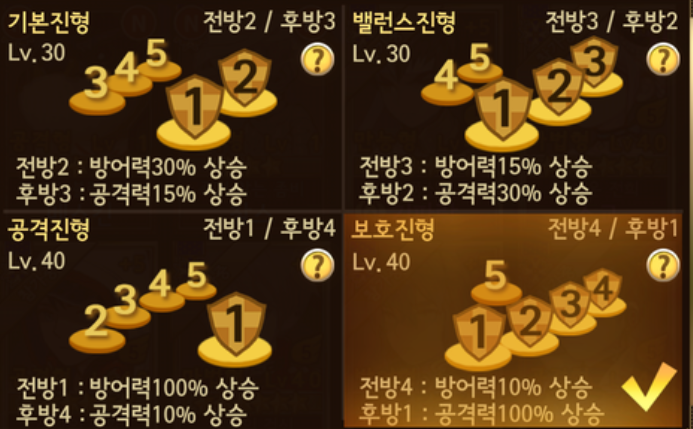 기본진형 전방2 / 후방3
Lv. 30 ?
3 4 5 1 2
전방2 : 방어력30% 상승
후방3 : 공격력15% 상승
밸런스진형 전방3 / 후방2
Lv. 30 ?
4 5 1 2 3
전방3 : 방어력15% 상승
후방2 : 공격력30% 상승
공격진형 전방1 / 후방4
Lv. 40 ?
2 3 4 5 1
전방1 : 방어력100% 상승
후방4 : 공격력10% 상승
보호진형 전방4 / 후방1
Lv. 40 ?
5 1 2 3 4
전방4 : 방어력10% 상승
후방1 : 공격력100% 상승